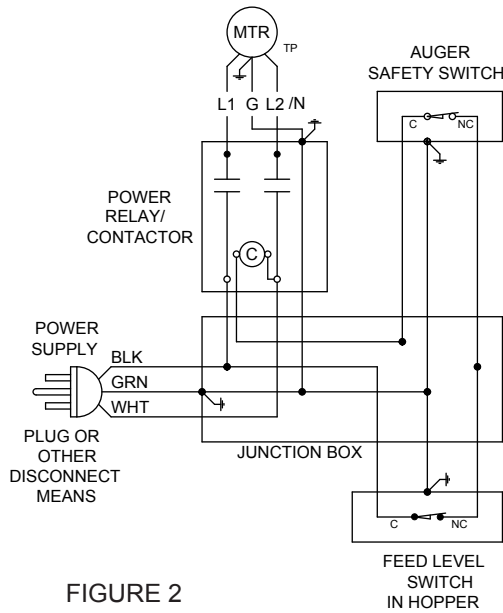 MTR
TP
L1 G L2 /N
AUGER
SAFETY SWITCH
C NC
POWER
RELAY/
CONTACTOR
C
POWER
SUPPLY
BLK
GRN
WHT
PLUG OR
OTHER
DISCONNECT
MEANS
JUNCTION BOX
C NC
FEED LEVEL
SWITCH
IN HOPPER
FIGURE 2